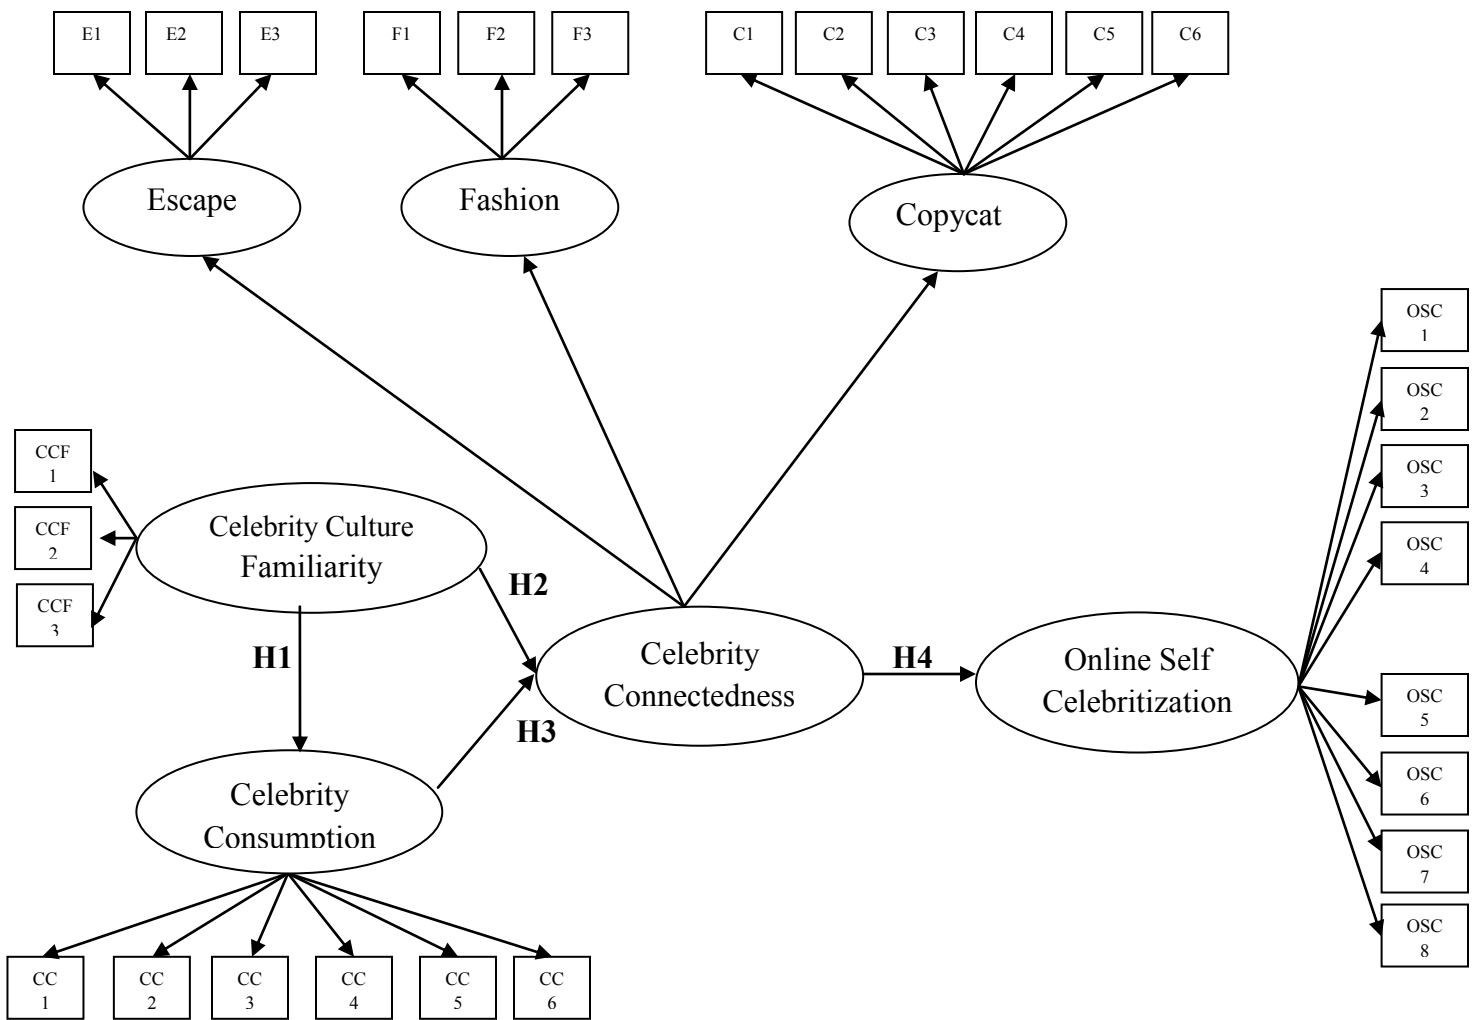 E1
E2
E3
F1
F2
F3
C1
C2
C3
C4
C5
C6
Escape
Fashion
Copycat
OSC
1
OSC
2
OSC
3
OSC
4
CCF
1
CCF
2
CCF
3
Celebrity Culture
Familiarity
H2
H1
Celebrity
Connectedness
H4
Online Self
Celebritization
H3
Celebrity
Consumption
OSC
5
OSC
6
OSC
7
OSC
8
CC
1
CC
2
CC
3
CC
4
CC
5
CC
6